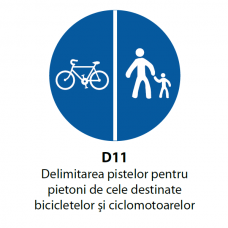 D11
Delimitarea pistelor pentru
pietoni de cele destinate
bicicletelor și ciclomotoarelor